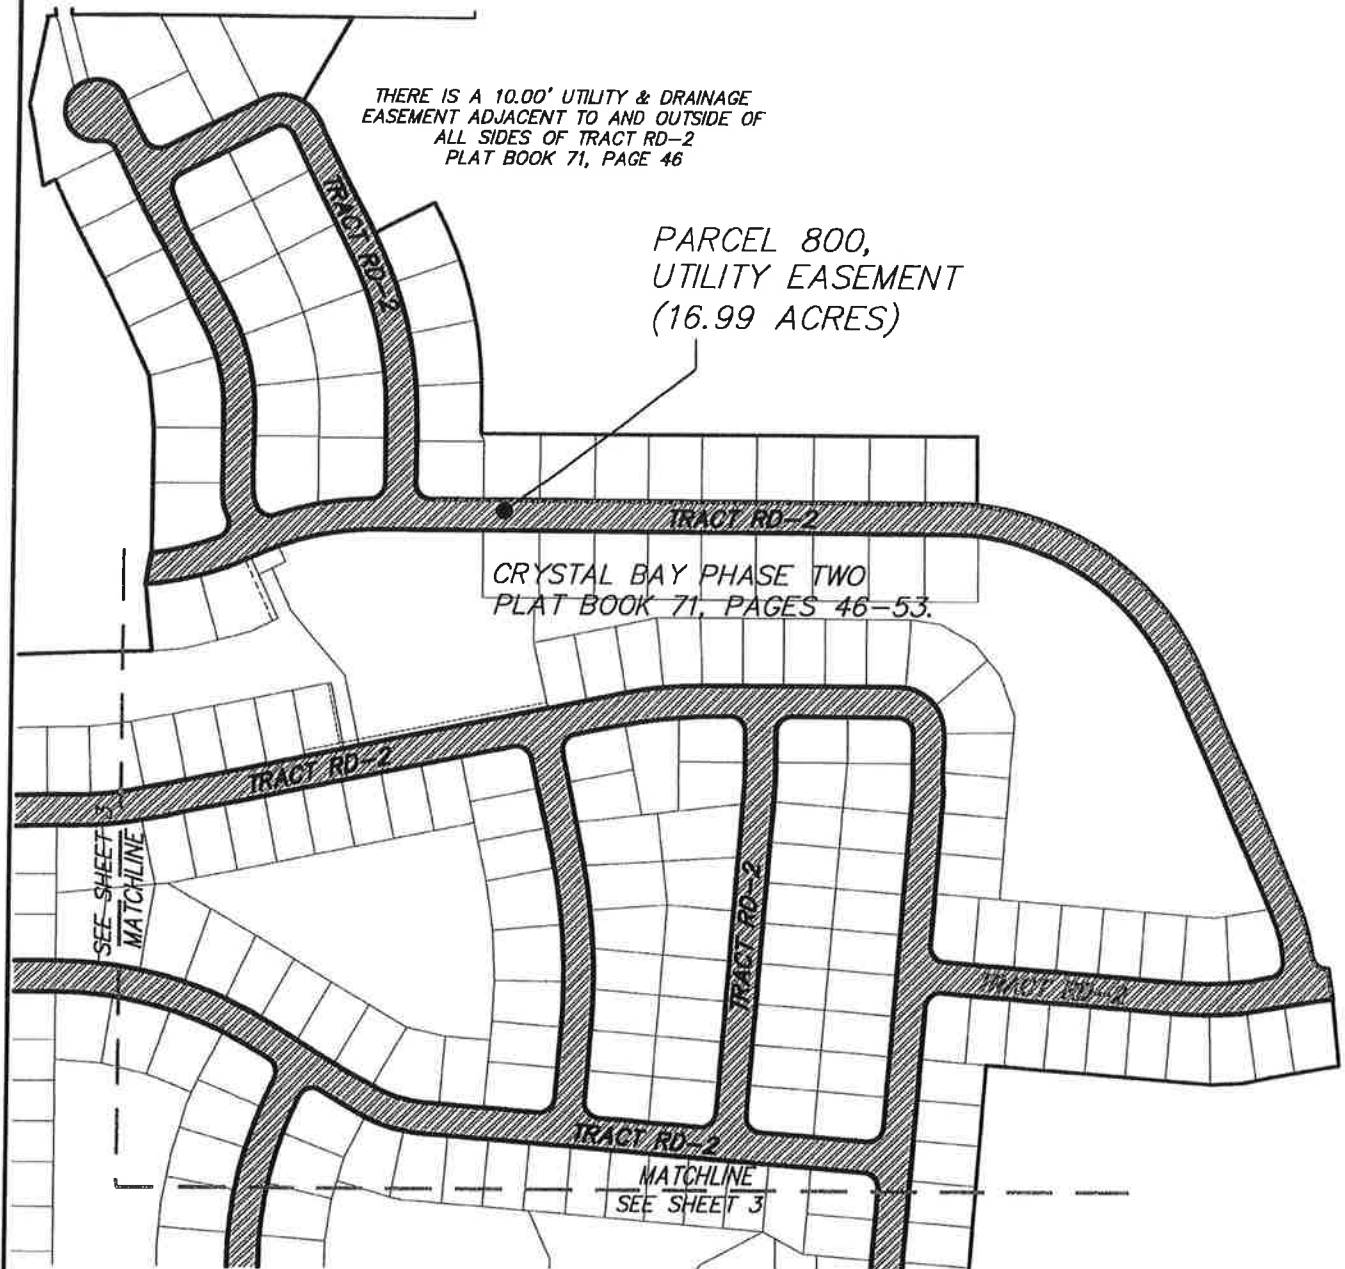 THERE IS A 10.00' UTILITY & DRAINAGE
EASEMENT ADJACENT TO AND OUTSIDE OF
ALL SIDES OF TRACT RD-2
PLAT BOOK 71, PAGE 46
TRACT RD-2
PARCEL 800,
UTILITY EASEMENT
(16.99 ACRES)
TRACT RD-2
CRYSTAL BAY PHASE TWO
PLAT BOOK 71, PAGES 46-53.
TRACT RD-2
SEE SHEET 3
MATCHLINE
TRACT RD-2
TRACT RD-2
TRACT RD-2
MATCHLINE
SEE SHEET 3